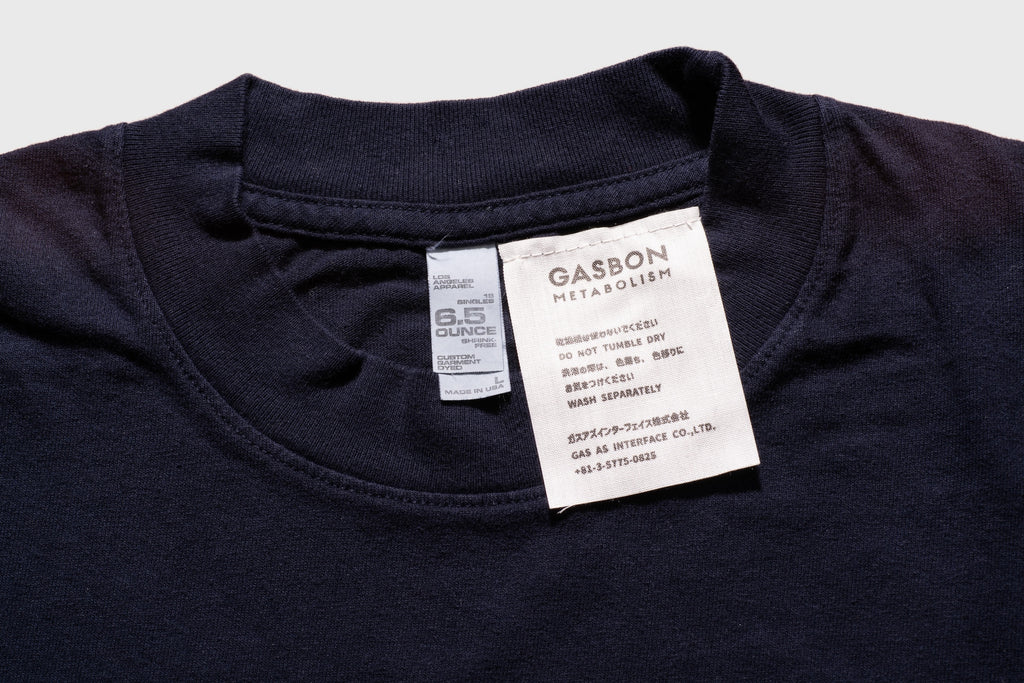 LOS
ANGELES
APPAREL
18
SINGLES
6.5
OUNCE
SHRINK-
FREE
CUSTOM
GARMENT
DYED
L
MADE IN USA
GASBON
METABOLISM
乾燥機は使わないでください
DO NOT TUMBLE DRY
洗濯の際は、色落ち、色移りに
お気をつけください
WASH SEPARATELY
ガスアズインターフェイス株式会社
GAS AS INTERFACE CO.,LTD.
+81-3-5775-0825